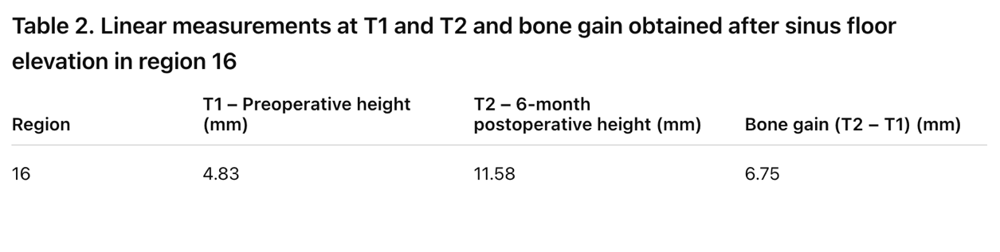 Table 2. Linear measurements at T1 and T2 and bone gain obtained after sinus floor
elevation in region 16
Region
T1 – Preoperative height
(mm)
T2 – 6-month
postoperative height (mm)
Bone gain (T2 – T1) (mm)
16
4.83
11.58
6.75